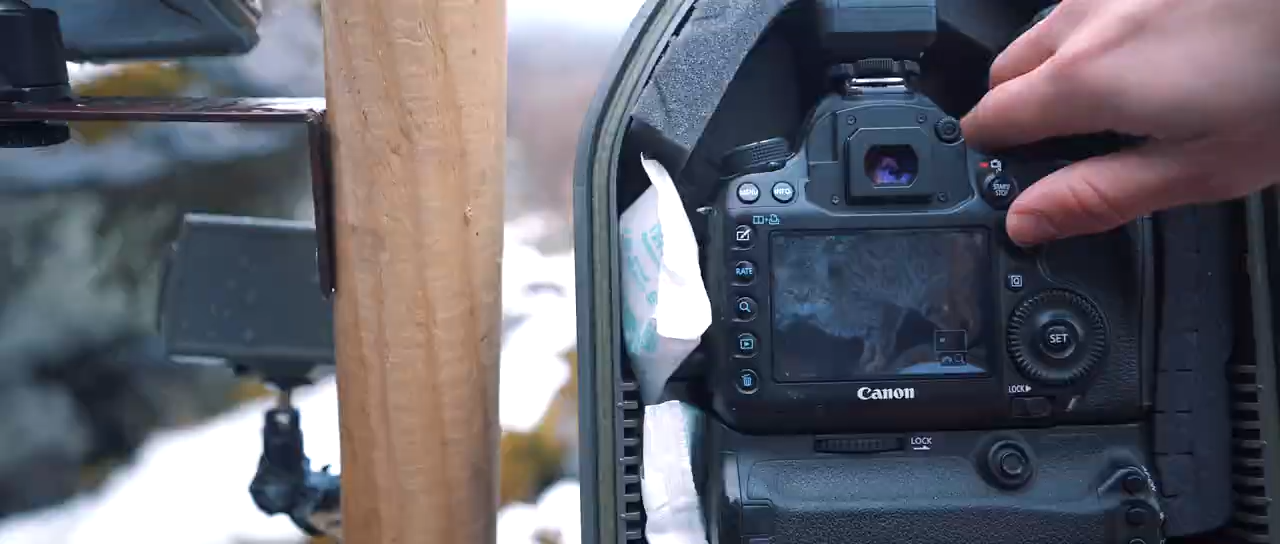 MENU
INFO
START/
STOP
RATE
Q
SET
Canon
LOCK▶
LOCK